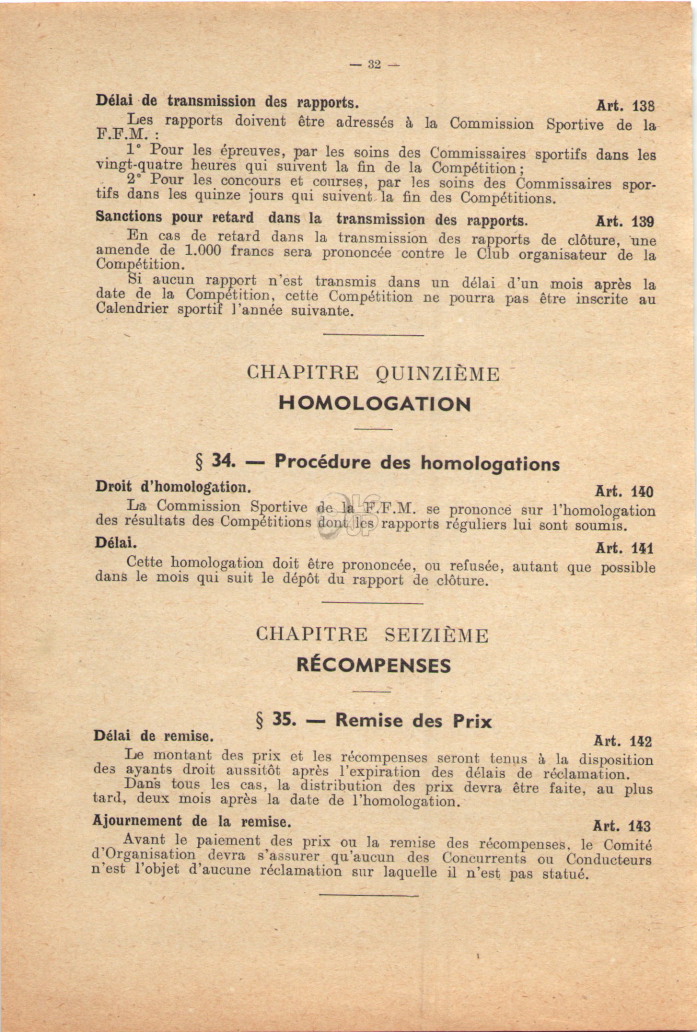 — 32 —
Délai de transmission des rapports. Art. 138
Les rapports doivent être adressés à la Commission Sportive de la
F.F.M. :
1° Pour les épreuves, par les soins des Commissaires sportifs dans les
vingt-quatre heures qui suivent la fin de la Compétition ;
2° Pour les concours et courses, par les soins des Commissaires spor-
tifs dans les quinze jours qui suivent la fin des Compétitions.
Sanctions pour retard dans la transmission des rapports. Art. 139
En cas de retard dans la transmission des rapports de clôture, une
amende de 1.000 francs sera prononcée contre le Club organisateur de la
Compétition.
Si aucun rapport n'est transmis dans un délai d'un mois après la
date de la Compétition, cette Compétition ne pourra pas être inscrite au
Calendrier sportif l'année suivante.
CHAPITRE QUINZIÈME
HOMOLOGATION
§ 34. — Procédure des homologations
Droit d'homologation. Art. 140
La Commission Sportive de la F.F.M. se prononce sur l'homologation
des résultats des Compétitions dont les rapports réguliers lui sont soumis.
Délai. Art. 141
Cette homologation doit être prononcée, ou refusée, autant que possible
dans le mois qui suit le dépôt du rapport de clôture.
CHAPITRE SEIZIÈME
RÉCOMPENSES
§ 35. — Remise des Prix
Délai de remise. Art. 142
Le montant des prix et les récompenses seront tenus à la disposition
des ayants droit aussitôt après l'expiration des délais de réclamation.
Dans tous les cas, la distribution des prix devra être faite, au plus
tard, deux mois après la date de l'homologation.
Ajournement de la remise. Art. 143
Avant le paiement des prix ou la remise des récompenses, le Comité
d'Organisation devra s'assurer qu'aucun des Concurrents ou Conducteurs
n'est l'objet d'aucune réclamation sur laquelle il n'est pas statué.